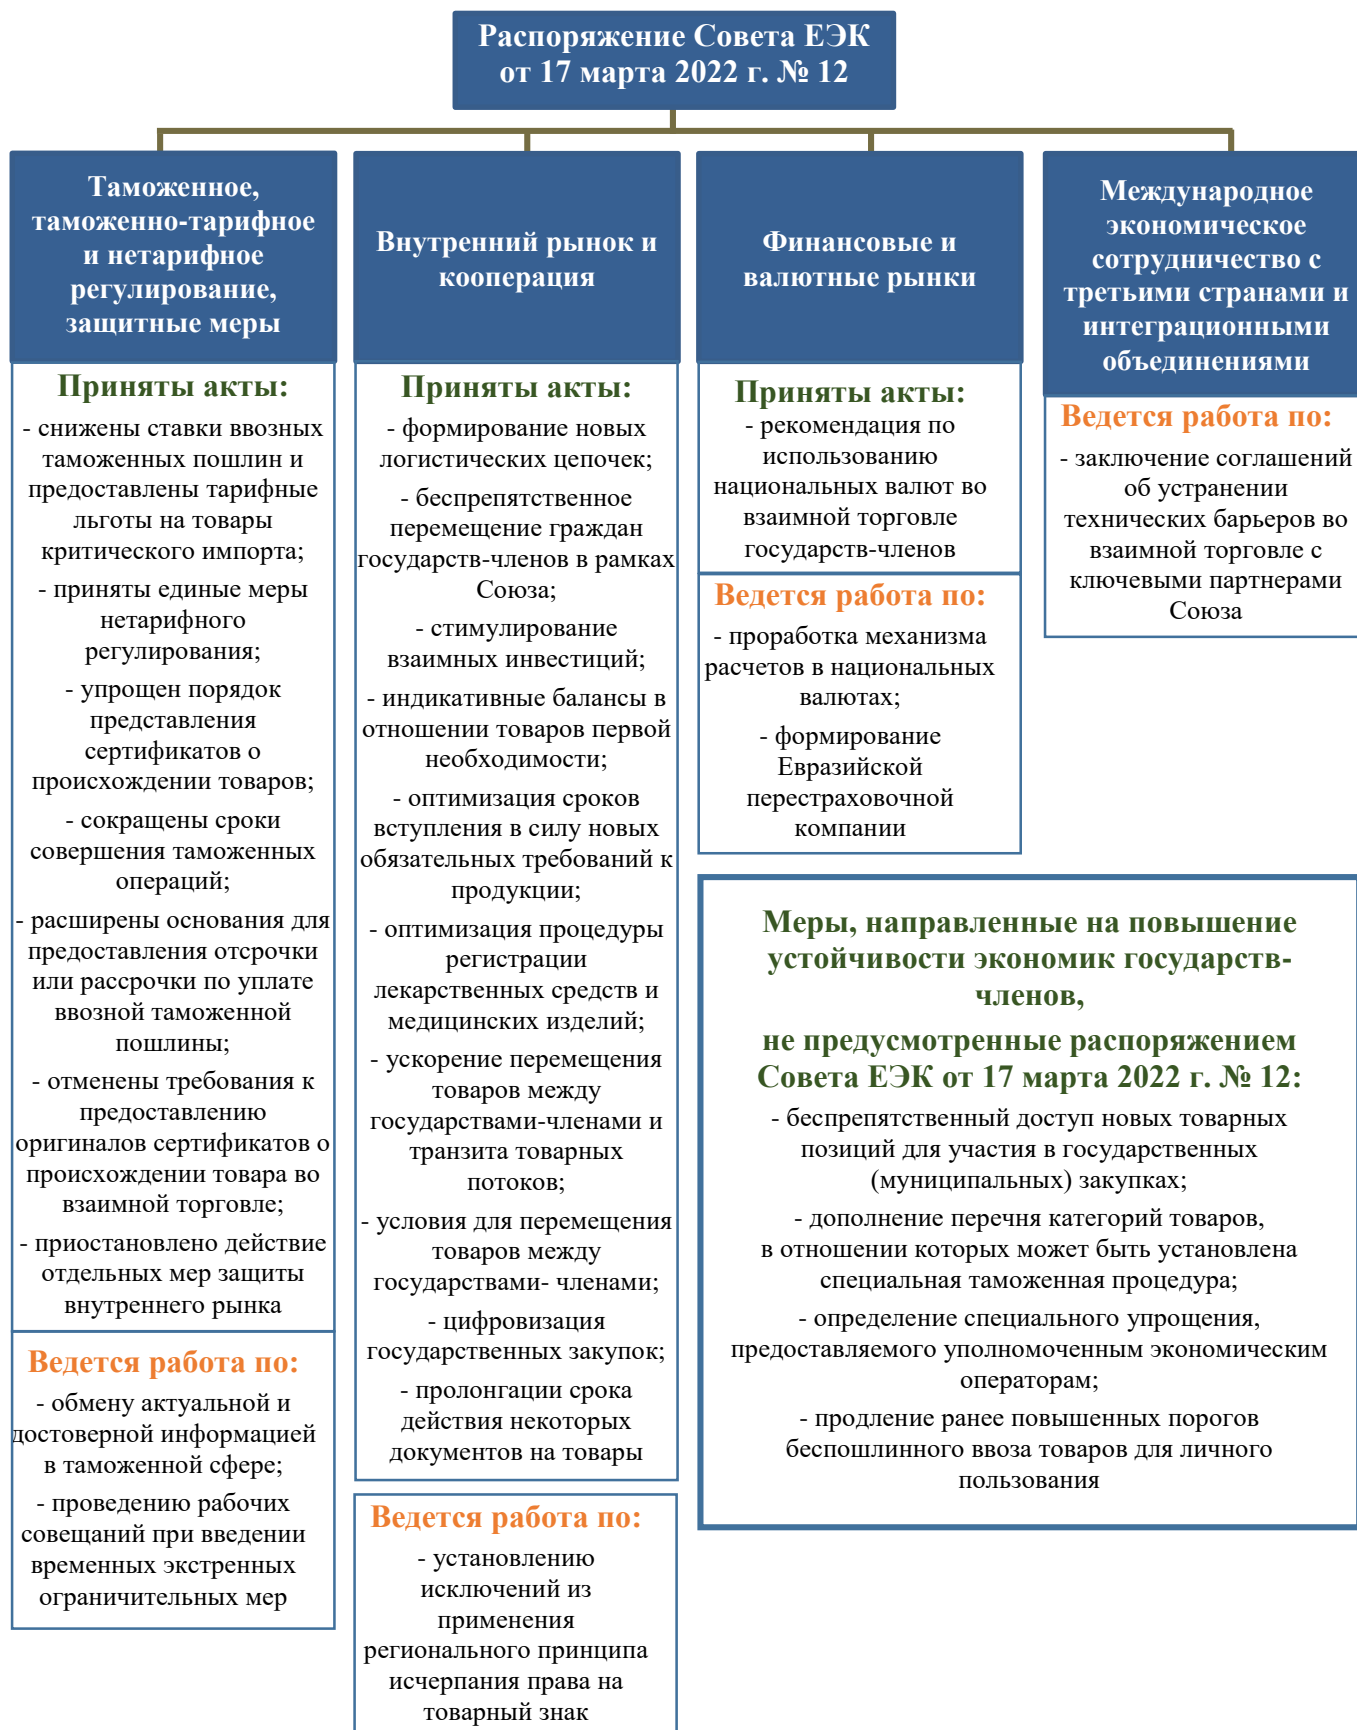 Распоряжение Совета ЕЭК
от 17 марта 2022 г. № 12
Таможенное,
таможенно-тарифное
и нетарифное
регулирование,
защитные меры
Приняты акты:
- снижены ставки ввозных
таможенных пошлин и
предоставлены тарифные
льготы на товары
критического импорта;
- приняты единые меры
нетарифного
регулирования;
- упрощен порядок
представления
сертификатов о
происхождении товаров;
- сокращены сроки
совершения таможенных
операций;
- расширены основания для
предоставления отсрочки
или рассрочки по уплате
ввозной таможенной
пошлины;
- отменены требования к
предоставлению
оригиналов сертификатов о
происхождении товара во
взаимной торговле;
- приостановлено действие
отдельных мер защиты
внутреннего рынка
Ведется работа по:
- обмену актуальной и
достоверной информацией
в таможенной сфере;
- проведению рабочих
совещаний при введении
временных экстренных
ограничительных мер
Внутренний рынок и
кооперация
Приняты акты:
- формирование новых
логистических цепочек;
- беспрепятственное
перемещение граждан
государств-членов в рамках
Союза;
- стимулирование
взаимных инвестиций;
- индикативные балансы в
отношении товаров первой
необходимости;
- оптимизация сроков
вступления в силу новых
обязательных требований к
продукции;
- оптимизация процедуры
регистрации
лекарственных средств и
медицинских изделий;
- ускорение перемещения
товаров между
государствами-членами и
транзита товарных
потоков;
- условия для перемещения
товаров между
государствами- членами;
- цифровизация
государственных закупок;
- пролонгации срока
действия некоторых
документов на товары
Ведется работа по:
- установлению
исключений из
применения
регионального принципа
исчерпания права на
товарный знак
Финансовые и
валютные рынки
Приняты акты:
- рекомендация по
использованию
национальных валют во
взаимной торговле
государств-членов
Ведется работа по:
- проработка механизма
расчетов в национальных
валютах;
- формирование
Евразийской
перестраховочной
компании
Международное
экономическое
сотрудничество с
третьими странами и
интеграционными
объединениями
Ведется работа по:
- заключение соглашений
об устранении
технических барьеров во
взаимной торговле с
ключевыми партнерами
Союза
Меры, направленные на повышение
устойчивости экономик государств-
членов,
не предусмотренные распоряжением
Совета ЕЭК от 17 марта 2022 г. № 12:
- беспрепятственный доступ новых товарных
позиций для участия в государственных
(муниципальных) закупках;
- дополнение перечня категорий товаров,
в отношении которых может быть установлена
специальная таможенная процедура;
- определение специального упрощения,
предоставляемого уполномоченным экономическим
операторам;
- продление ранее повышенных порогов
беспошлинного ввоза товаров для личного
пользования